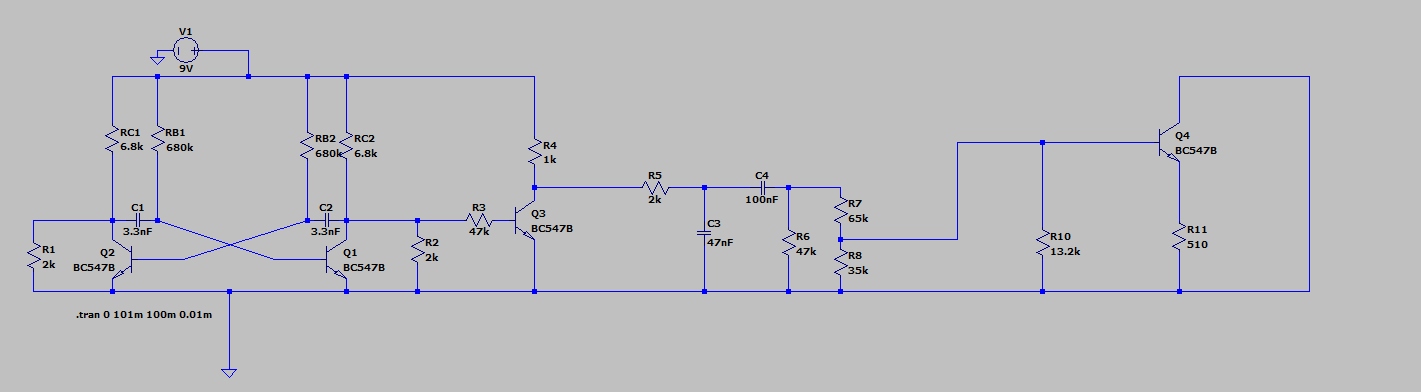 V1
9V
RC1
6.8k
RB1
680k
RB2
680k
RC2
6.8k
R4
1k
Q4
BC547B
R5
2k
C4
100nF
C1
3.3nF
C2
3.3nF
R3
47k
Q3
BC547B
R7
65k
C3
47nF
R6
47k
R8
35k
R10
13.2k
R11
510
R1
2k
Q2
BC547B
Q1
BC547B
R2
2k
.tran 0 101m 100m 0.01m